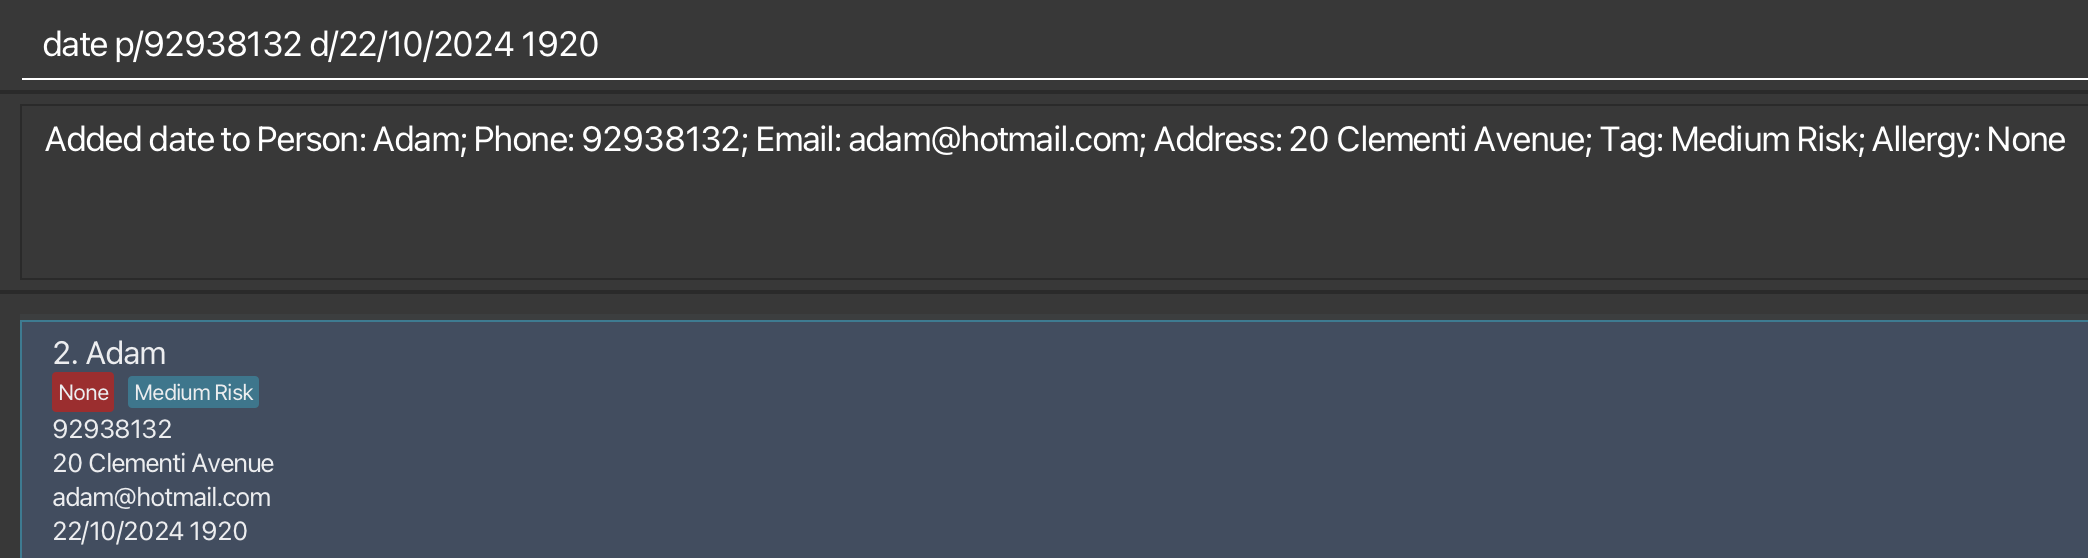 date p/92938132 d/22/10/2024 1920
Added date to Person: Adam; Phone: 92938132; Email: adam@hotmail.com; Address: 20 Clementi Avenue; Tag: Medium Risk; Allergy: None
2. Adam
None Medium Risk
92938132
20 Clementi Avenue
adam@hotmail.com
22/10/2024 1920